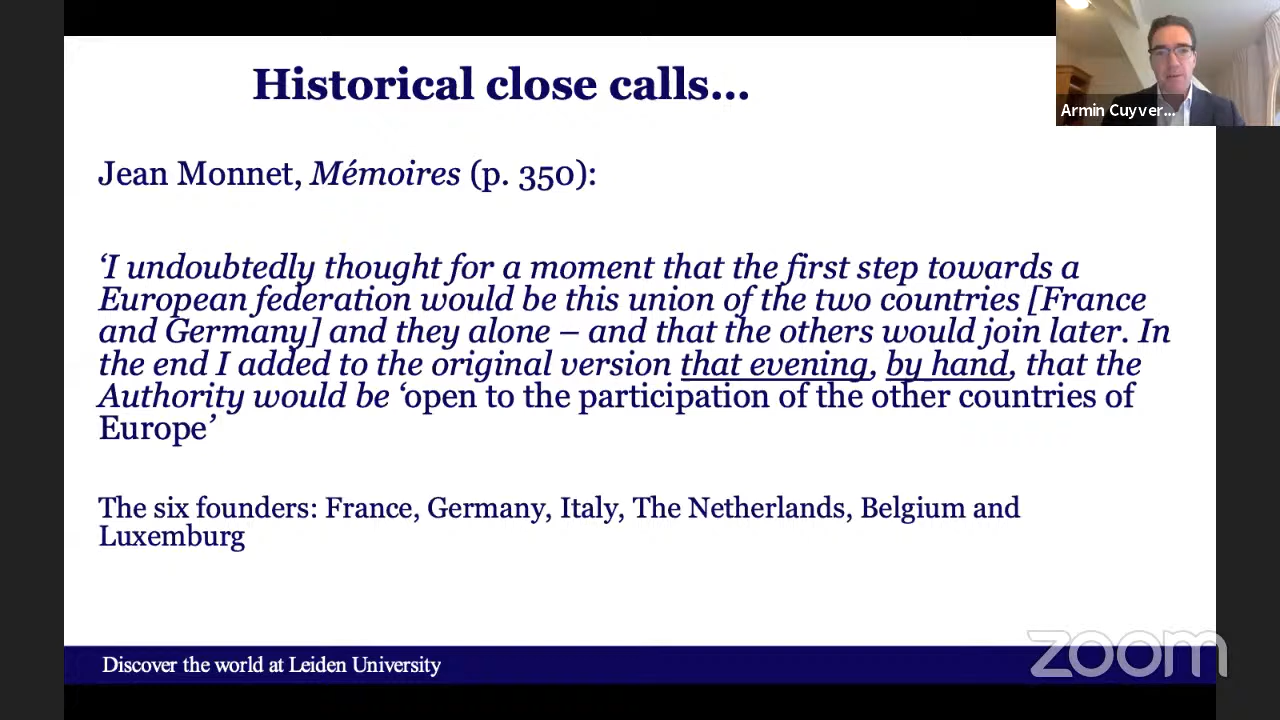 Historical close calls...
Armin Cuyver...
Jean Monnet, Mémoires (p. 350):
‘I undoubtedly thought for a moment that the first step towards a
European federation would be this union of the two countries [France
and Germany] and they alone – and that the others would join later. In
the end I added to the original version that evening, by hand, that the
Authority would be ‘open to the participation of the other countries of
Europe’
The six founders: France, Germany, Italy, The Netherlands, Belgium and
Luxemburg
Discover the world at Leiden University
zoom